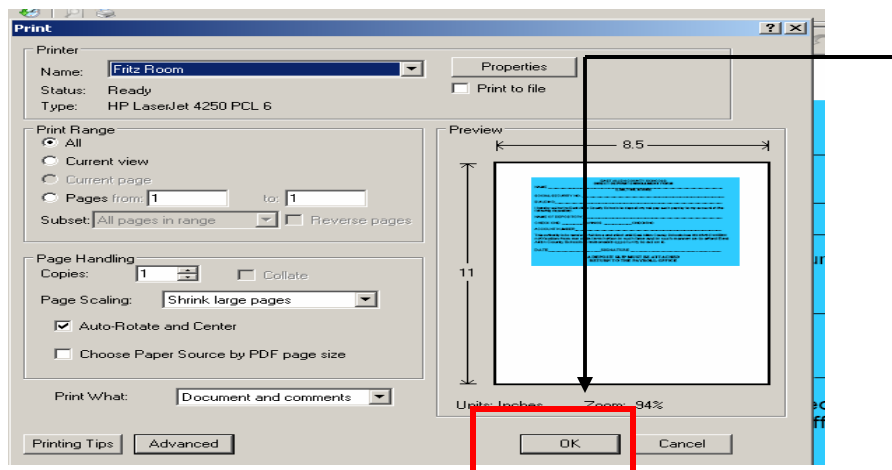 Print
Printer
Name: Fritz Room
Properties
Status: Ready
Print to file
Type: HP LaserJet 4250 PCL 6
Print Range
All
Current view
Current page
Pages from: 1 to: 1
Subset: All pages in range
Reverse pages
Preview
8.5
11
Units: Inches Zoom: 94%
Page Handling
Copies: 1
Collate
Page Scaling: Shrink large pages
Auto-Rotate and Center
Choose Paper Source by PDF page size
Print What: Document and comments
Printing Tips
Advanced
OK
Cancel